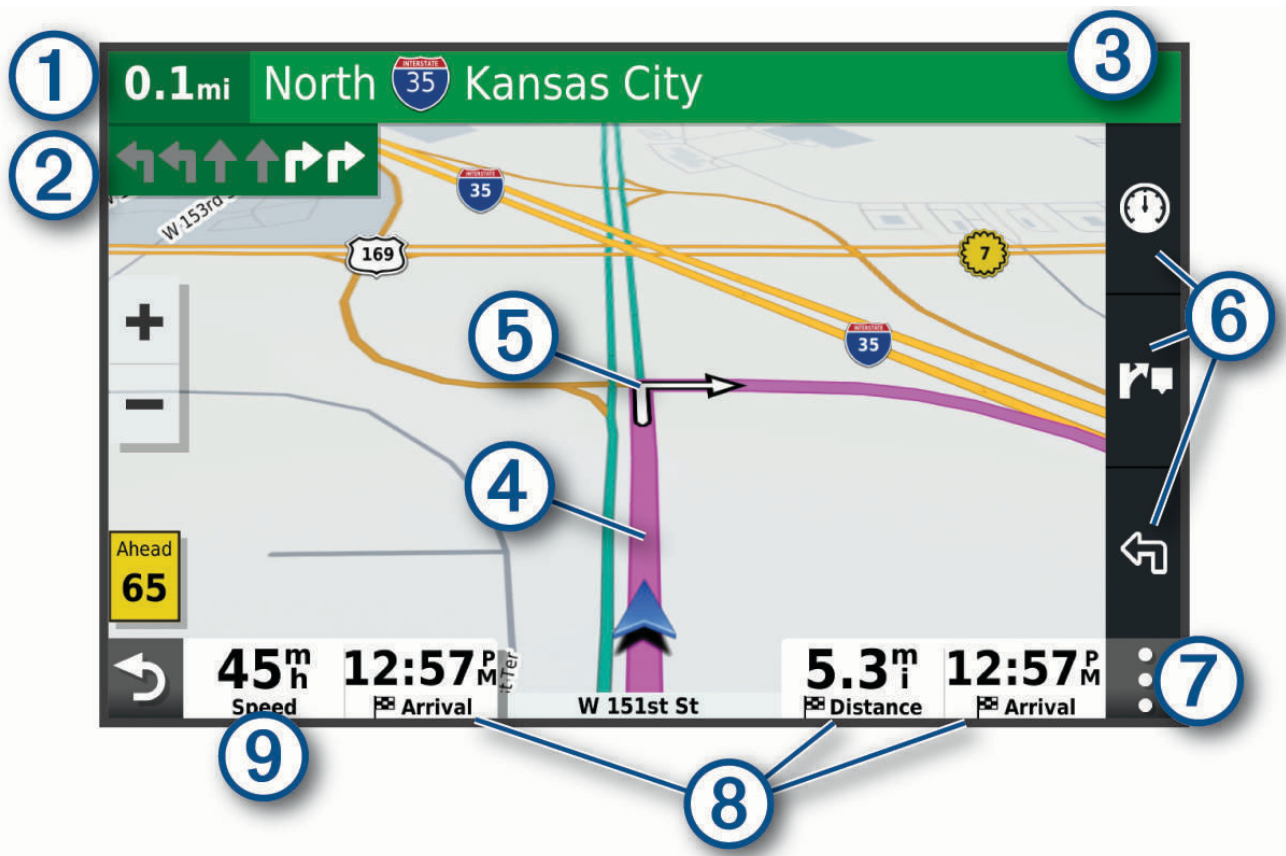 1
0.1mi North INTERSTATE 35 Kansas City
3
2
W 153rd
INTERSTATE 35
169
7
5
INTERSTATE 35
6
4
+
−
Ahead
65
45mh
Speed
12:57PM
Arrival
t Ter
W 151st St
5.3mi
Distance
12:57PM
Arrival
7
9
8